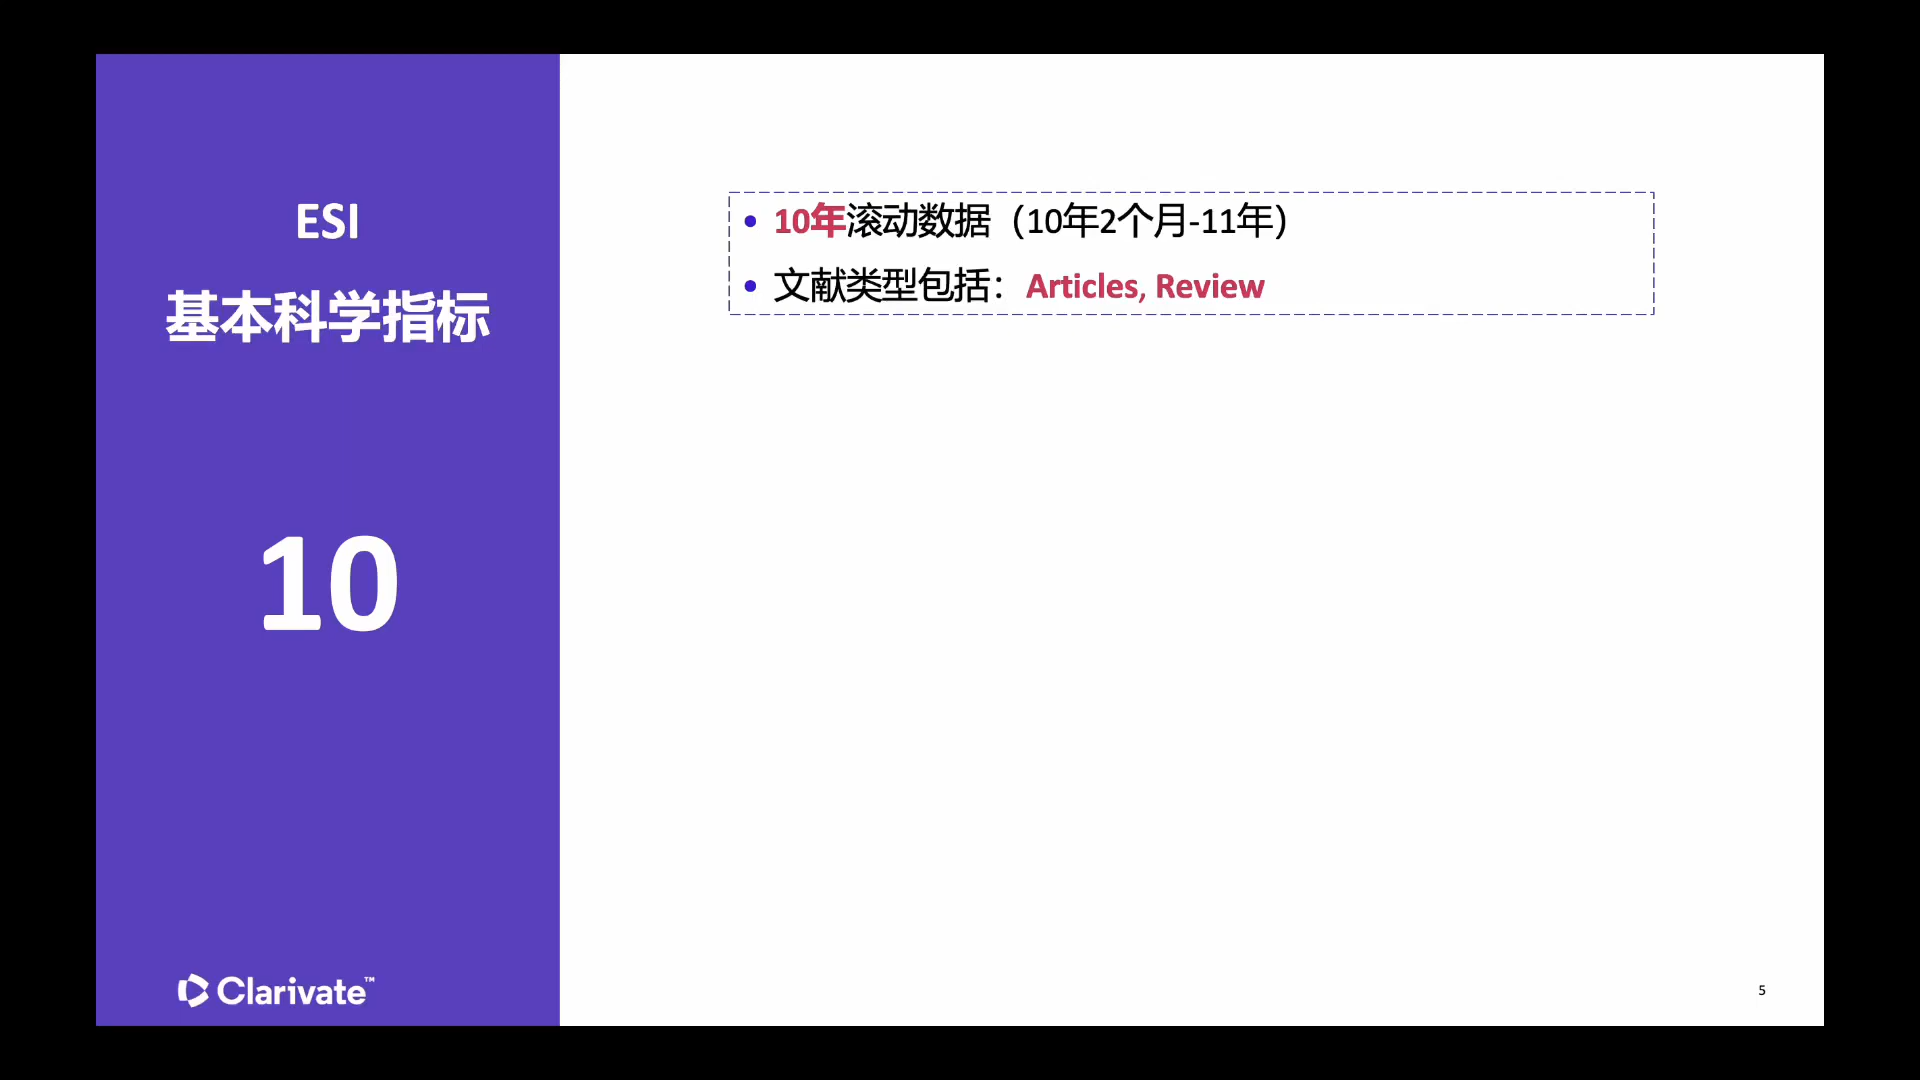 ESI
基本科学指标
10
Clarivate™
• 10年滚动数据（10年2个月-11年）
• 文献类型包括：Articles, Review
5